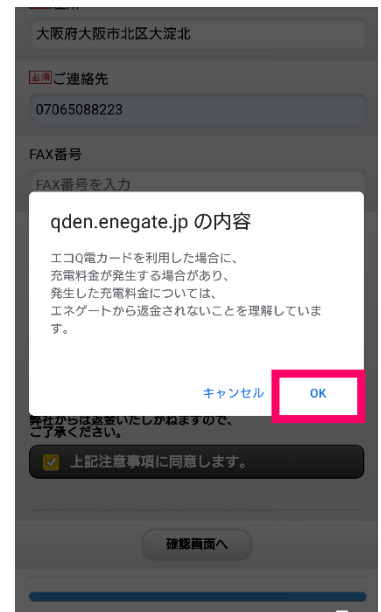 大阪府大阪市北区大淀北
必須ご連絡先
07065088223
FAX番号
FAX番号を入力
qden.enegate.jp の内容
エコQ電カードを利用した場合に、
充電料金が発生する場合があり、
発生した充電料金については、
エネゲートから返金されないことを理解していま
す。
キャンセル OK
弊社からは返金いたしかねますので、
ご了承ください。
上記注意事項に同意します。
確認画面へ